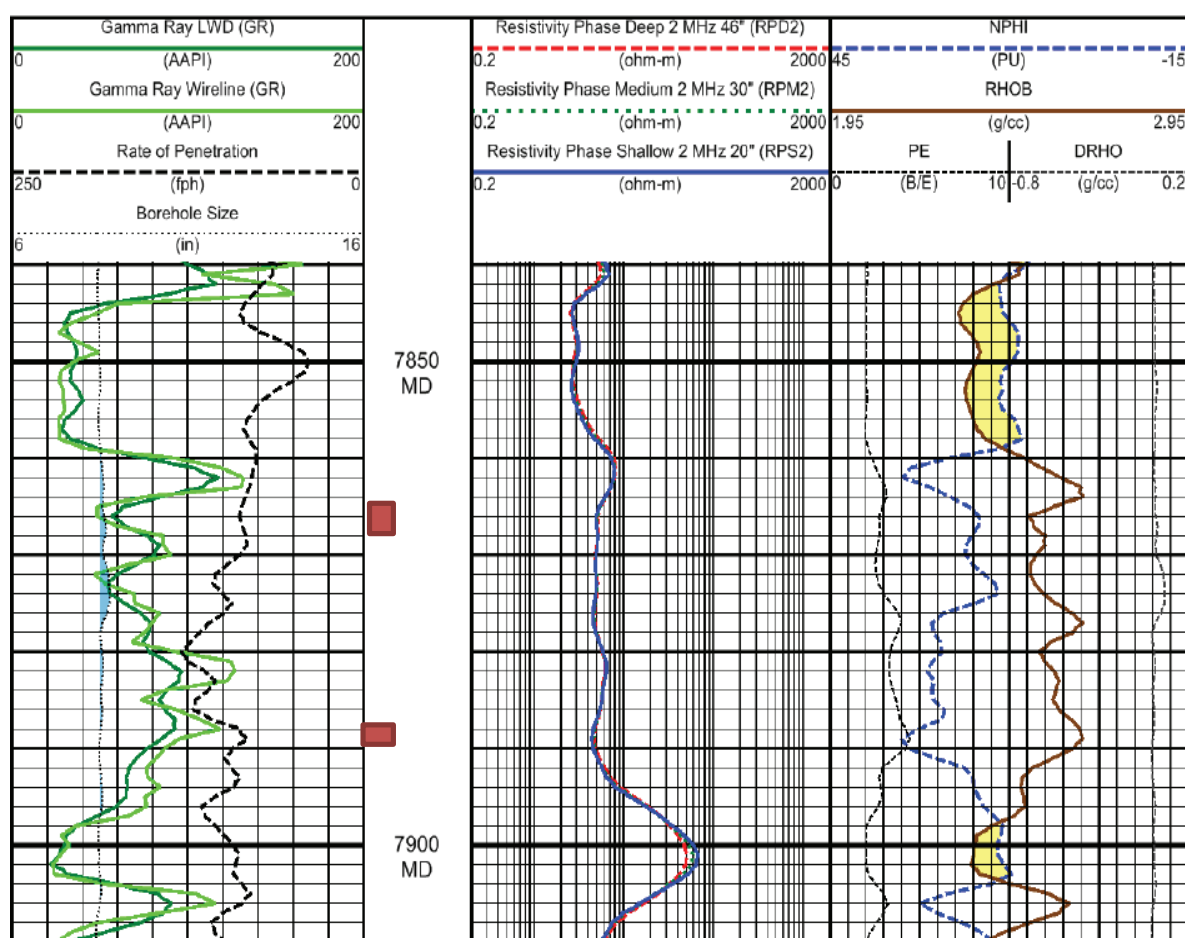 Gamma Ray LWD (GR)
0 (AAPI) 200
Gamma Ray Wireline (GR)
0 (AAPI) 200
Rate of Penetration
250 (fph) 0
Borehole Size
6 (in) 16
Resistivity Phase Deep 2 MHz 46" (RPD2)
0.2 (ohm-m) 2000
Resistivity Phase Medium 2 MHz 30" (RPM2)
0.2 (ohm-m) 2000
Resistivity Phase Shallow 2 MHz 20" (RPS2)
0.2 (ohm-m) 2000
NPHI
45 (PU) -15
RHOB
1.95 (g/cc) 2.95
PE DRHO
0 (B/E) 10 -0.8 (g/cc) 0.2
7850
MD
7900
MD